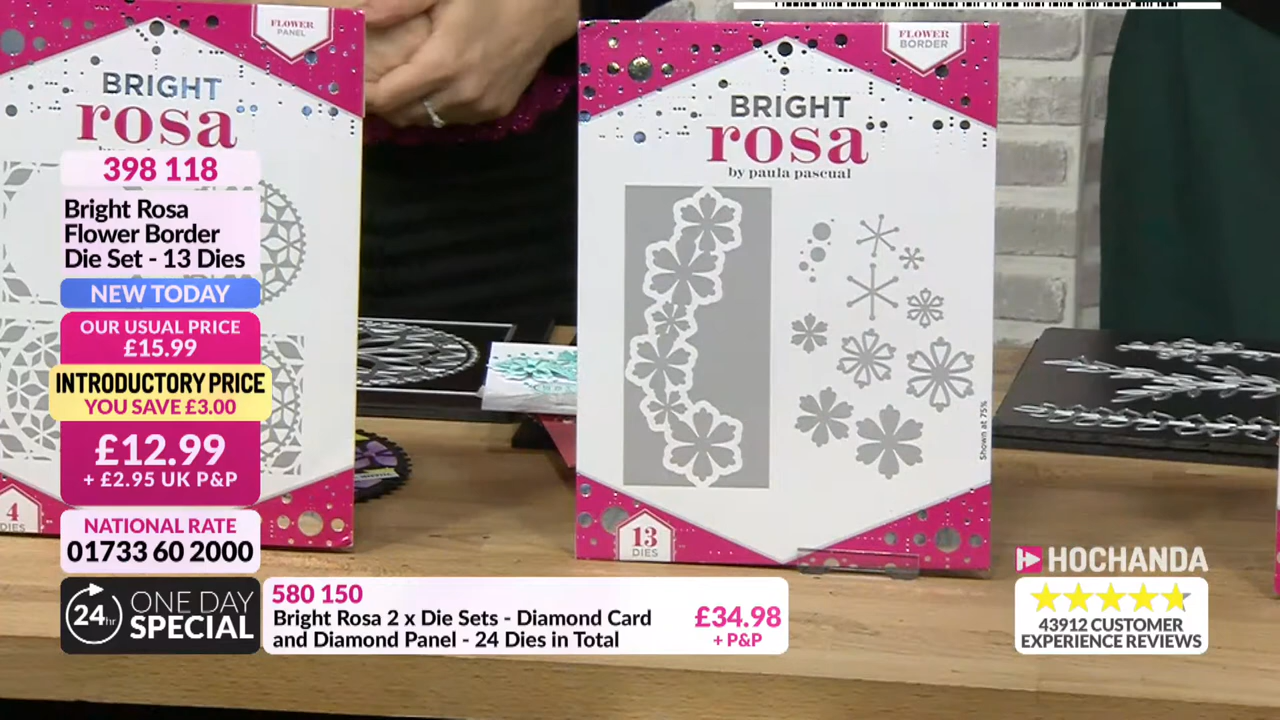 FLOWER
PANEL
BRIGHT
rosa
FLOWER
BORDER
BRIGHT
rosa
by paula pascual
Shown at 75%
4
DIES
13
DIES
398 118
Bright Rosa
Flower Border
Die Set - 13 Dies
NEW TODAY
OUR USUAL PRICE
£15.99
INTRODUCTORY PRICE
YOU SAVE £3.00
£12.99
+ £2.95 UK P&P
NATIONAL RATE
01733 60 2000
24hr
ONE DAY
SPECIAL
580 150
Bright Rosa 2 x Die Sets - Diamond Card
and Diamond Panel - 24 Dies in Total
£34.98
+ P&P
HOCHANDA
43912 CUSTOMER
EXPERIENCE REVIEWS